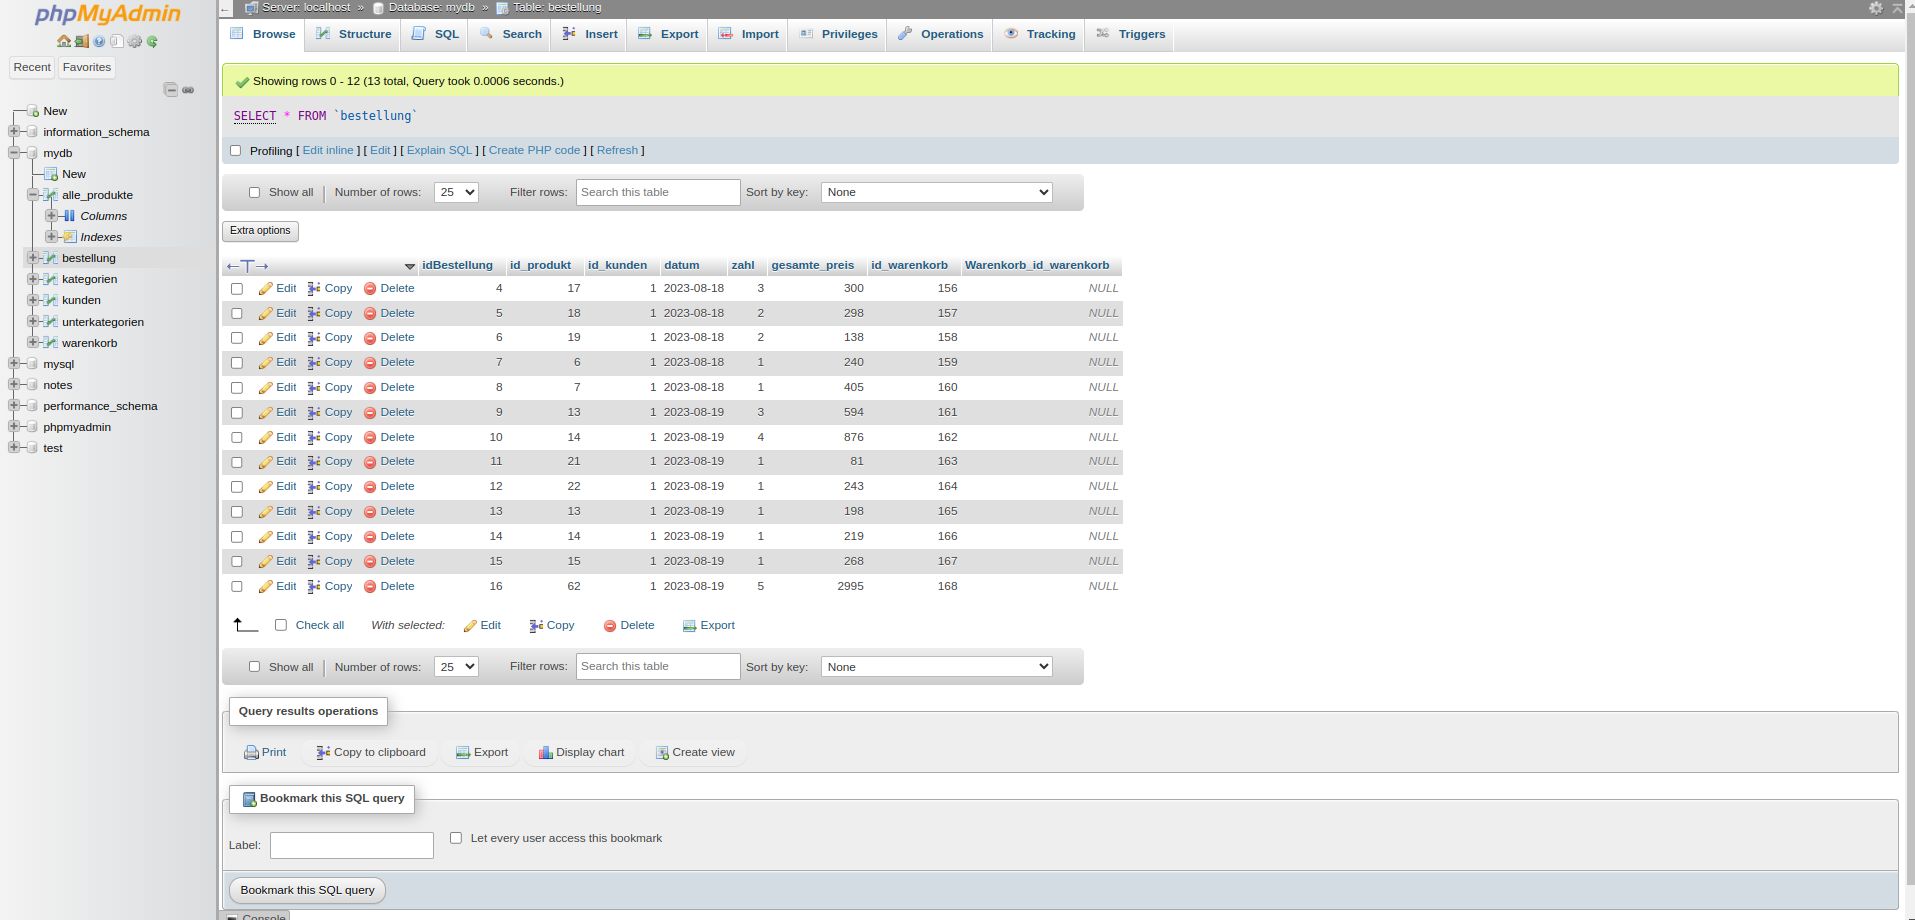 phpMyAdmin
Recent Favorites
New
information_schema
mydb
New
alle_produkte
Columns
Indexes
bestellung
kategorien
kunden
unterkategorien
warenkorb
mysql
notes
performance_schema
phpmyadmin
test
← Server: localhost » Database: mydb » Table: bestellung
Browse Structure SQL Search Insert Export Import Privileges Operations Tracking Triggers
Showing rows 0 - 12 (13 total, Query took 0.0006 seconds.)
SELECT * FROM `bestellung`
Profiling [ Edit inline ] [ Edit ] [ Explain SQL ] [ Create PHP code ] [ Refresh ]
Show all | Number of rows: 25 Filter rows: Search this table Sort by key: None
Extra options
←T→ idBestellung id_produkt id_kunden datum zahl gesamte_preis id_warenkorb Warenkorb_id_warenkorb
Edit Copy Delete 4 17 1 2023-08-18 3 300 156 NULL
Edit Copy Delete 5 18 1 2023-08-18 2 298 157 NULL
Edit Copy Delete 6 19 1 2023-08-18 2 138 158 NULL
Edit Copy Delete 7 6 1 2023-08-18 1 240 159 NULL
Edit Copy Delete 8 7 1 2023-08-18 1 405 160 NULL
Edit Copy Delete 9 13 1 2023-08-19 3 594 161 NULL
Edit Copy Delete 10 14 1 2023-08-19 4 876 162 NULL
Edit Copy Delete 11 21 1 2023-08-19 1 81 163 NULL
Edit Copy Delete 12 22 1 2023-08-19 1 243 164 NULL
Edit Copy Delete 13 13 1 2023-08-19 1 198 165 NULL
Edit Copy Delete 14 14 1 2023-08-19 1 219 166 NULL
Edit Copy Delete 15 15 1 2023-08-19 1 268 167 NULL
Edit Copy Delete 16 62 1 2023-08-19 5 2995 168 NULL
Check all With selected: Edit Copy Delete Export
Show all | Number of rows: 25 Filter rows: Search this table Sort by key: None
Query results operations
Print Copy to clipboard Export Display chart Create view
Bookmark this SQL query
Label: Let every user access this bookmark
Bookmark this SQL query
Console